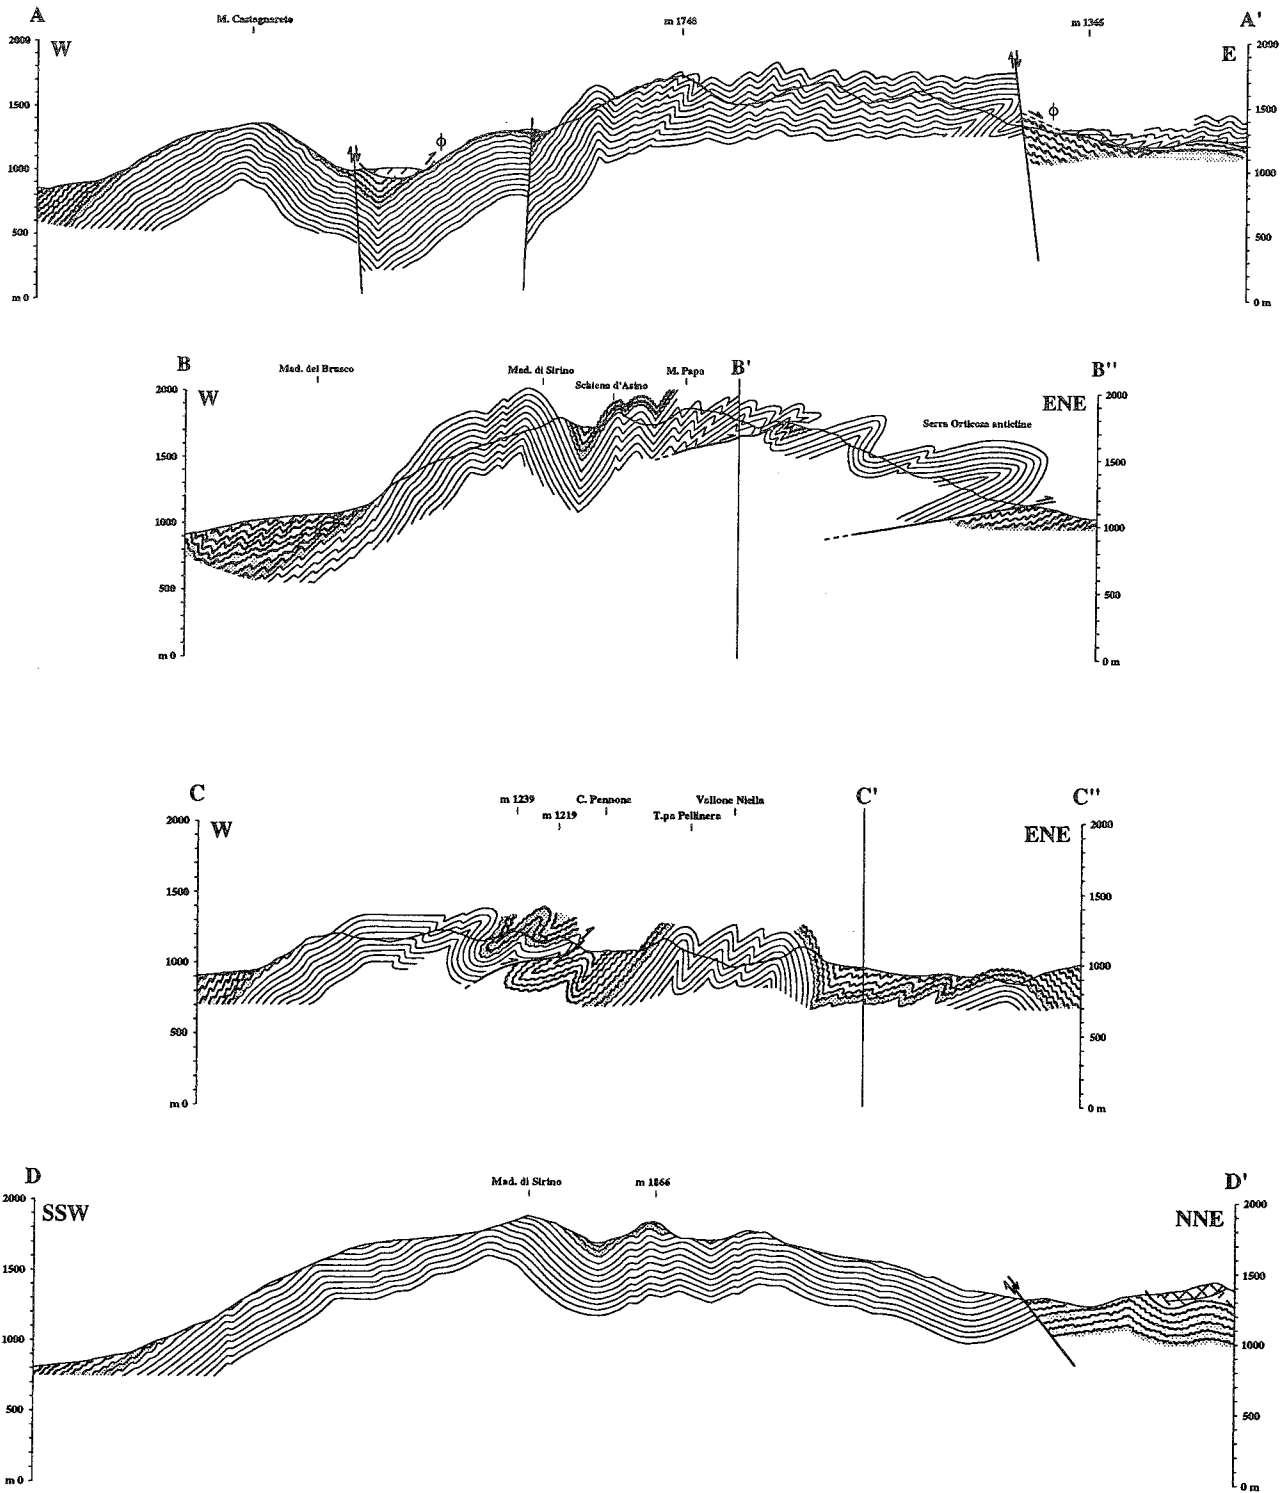 A M. Castagnareto m 1748 m 1345 A'
W E
2000 2000
1500 1500
1000 1000
500 500
m 0 0 m
ϕ ϕ
B Mad. del Brusco Mad. di Sirino Schiena d'Asino M. Papa B' B''
W ENE
Serra Orticosa anticline
2000 2000
1500 1500
1000 1000
500 500
m 0 0 m
C m 1239 m 1219 C. Pennone T.pa Pellinera Vallone Niella C' C''
W ENE
2000 2000
1500 1500
1000 1000
500 500
m 0 0 m
D Mad. di Sirino m 1866 D'
SSW NNE
2000 2000
1500 1500
1000 1000
500 500
m 0 0 m